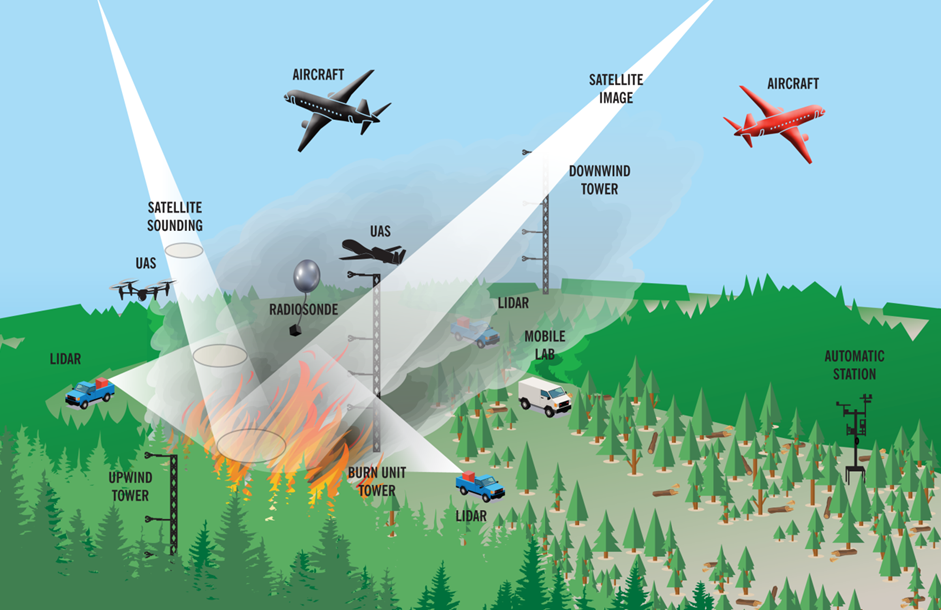 AIRCRAFT
SATELLITE
IMAGE
AIRCRAFT
DOWNWIND
TOWER
SATELLITE
SOUNDING
UAS
UAS
RADIOSONDE
LIDAR
MOBILE
LAB
LIDAR
AUTOMATIC
STATION
UPWIND
TOWER
BURN UNIT
TOWER
LIDAR